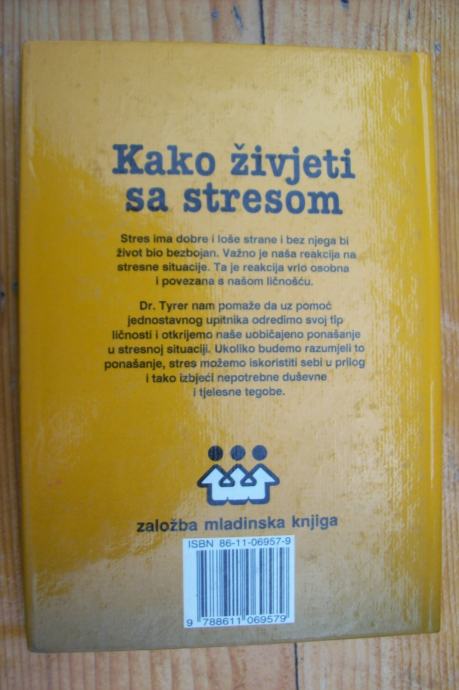 Kako živjeti
sa stresom
Stres ima dobre i loše strane i bez njega bi
život bio bezbojan. Važno je naša reakcija na
stresne situacije. Ta je reakcija vrlo osobna
i povezana s našom ličnošću.
Dr. Tyrer nam pomaže da uz pomoć
jednostavnog upitnika odredimo svoj tip
ličnosti i otkrijemo naše uobičajeno ponašanje
u stresnoj situaciji. Ukoliko budemo razumjeli to
ponašanje, stres možemo iskoristiti sebi u prilog
i tako izbjeći nepotrebne duševne
i tjelesne tegobe.
založba mladinska knjiga
ISBN 86-11-06957-9
9 788611 069579